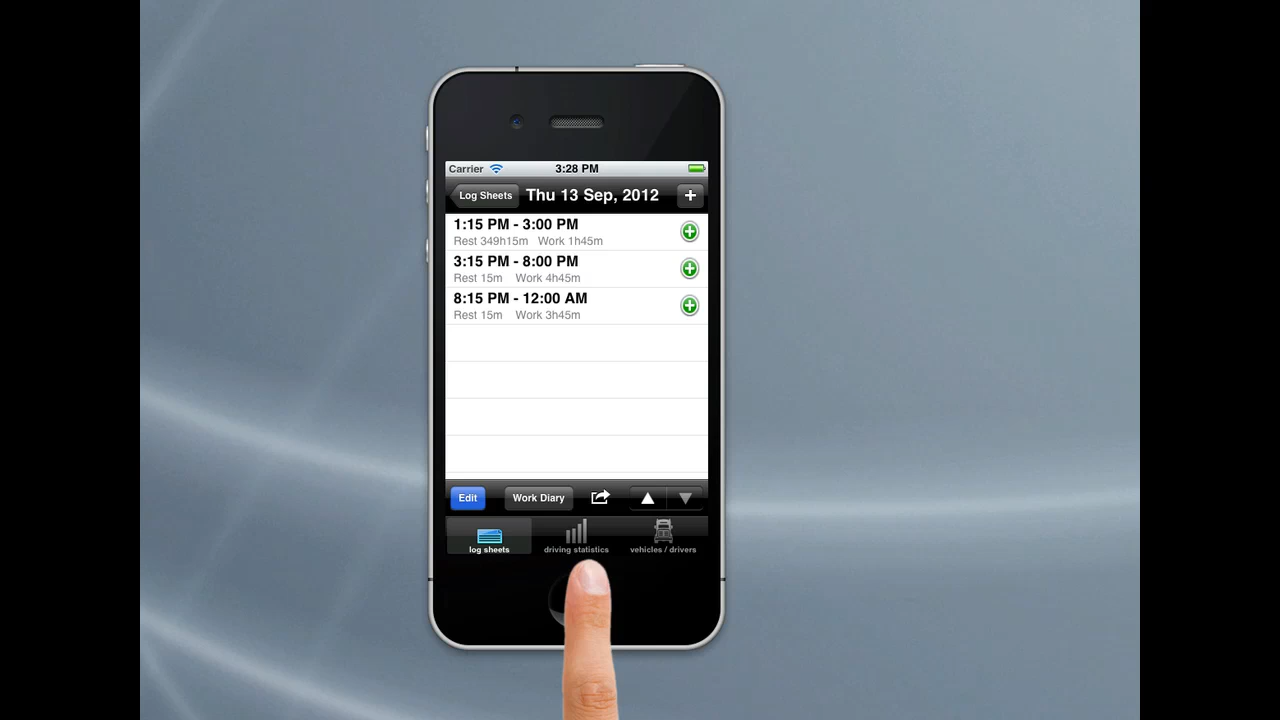 Carrier 3:28 PM
Log Sheets Thu 13 Sep, 2012 +
1:15 PM - 3:00 PM
Rest 349h15m Work 1h45m
3:15 PM - 8:00 PM
Rest 15m Work 4h45m
8:15 PM - 12:00 AM
Rest 15m Work 3h45m
Edit Work Diary
log sheets driving statistics vehicles / drivers